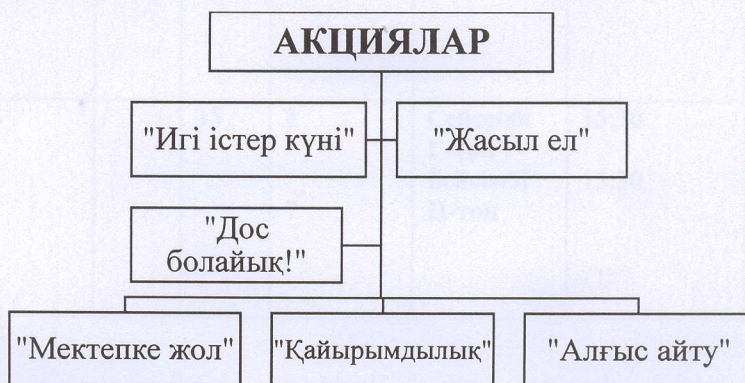 АКЦИЯЛАР
"Игі істер күні" "Жасыл ел"
"Дос
болайық!"
"Мектепке жол" "Қайырымдылық" "Алғыс айту"